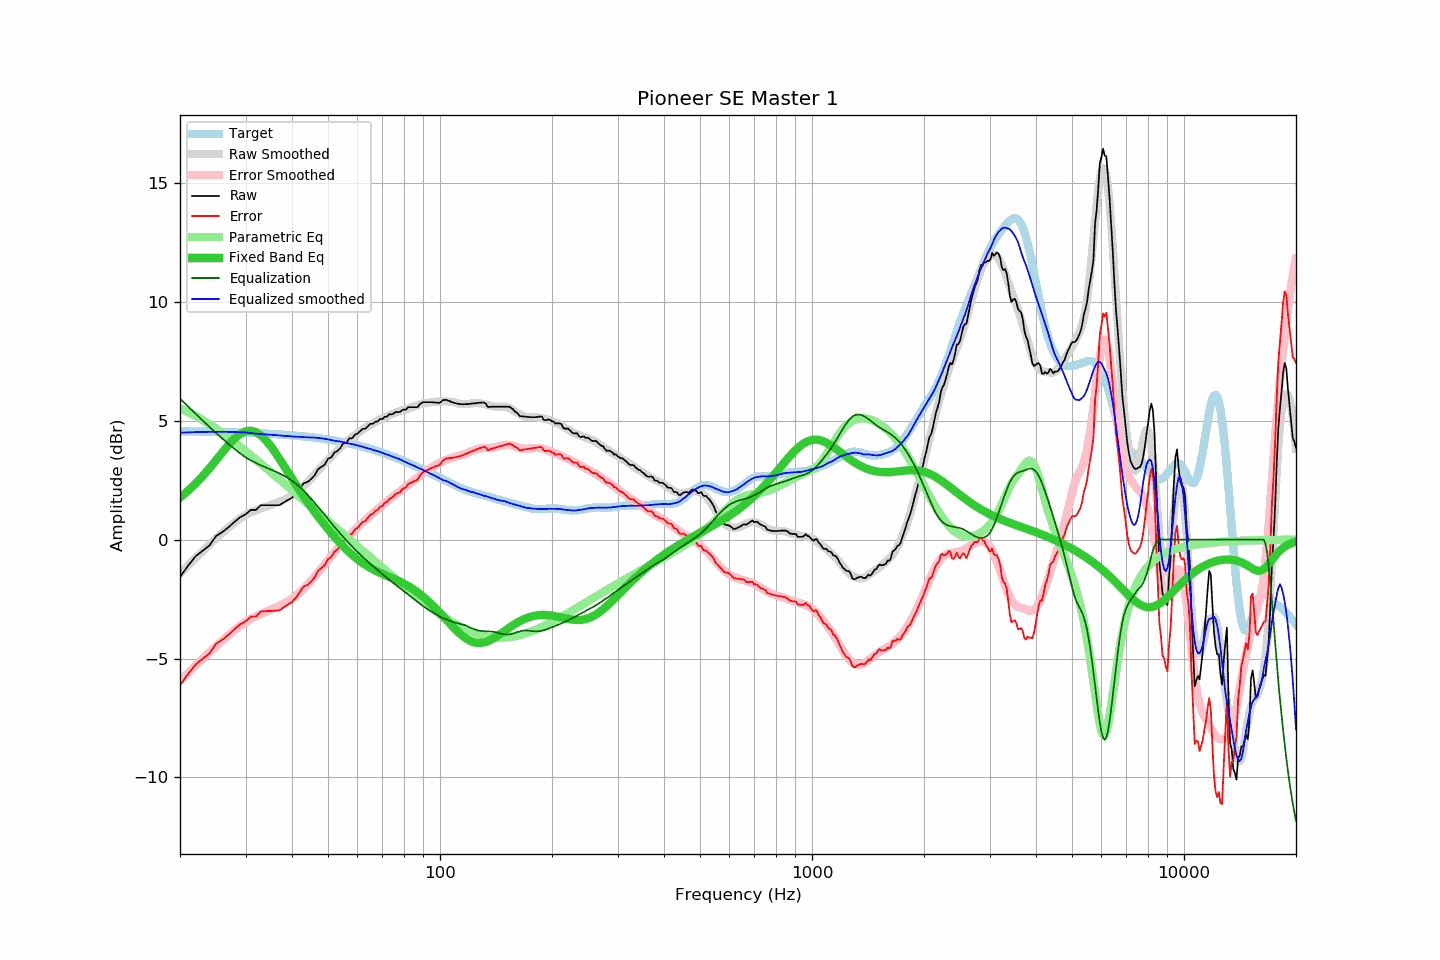 Pioneer SE Master 1
Target
Raw Smoothed
Error Smoothed
Raw
Error
Parametric Eq
Fixed Band Eq
Equalization
Equalized smoothed
15
10
5
0
−5
−10
Amplitude (dBr)
100
1000
10000
Frequency (Hz)